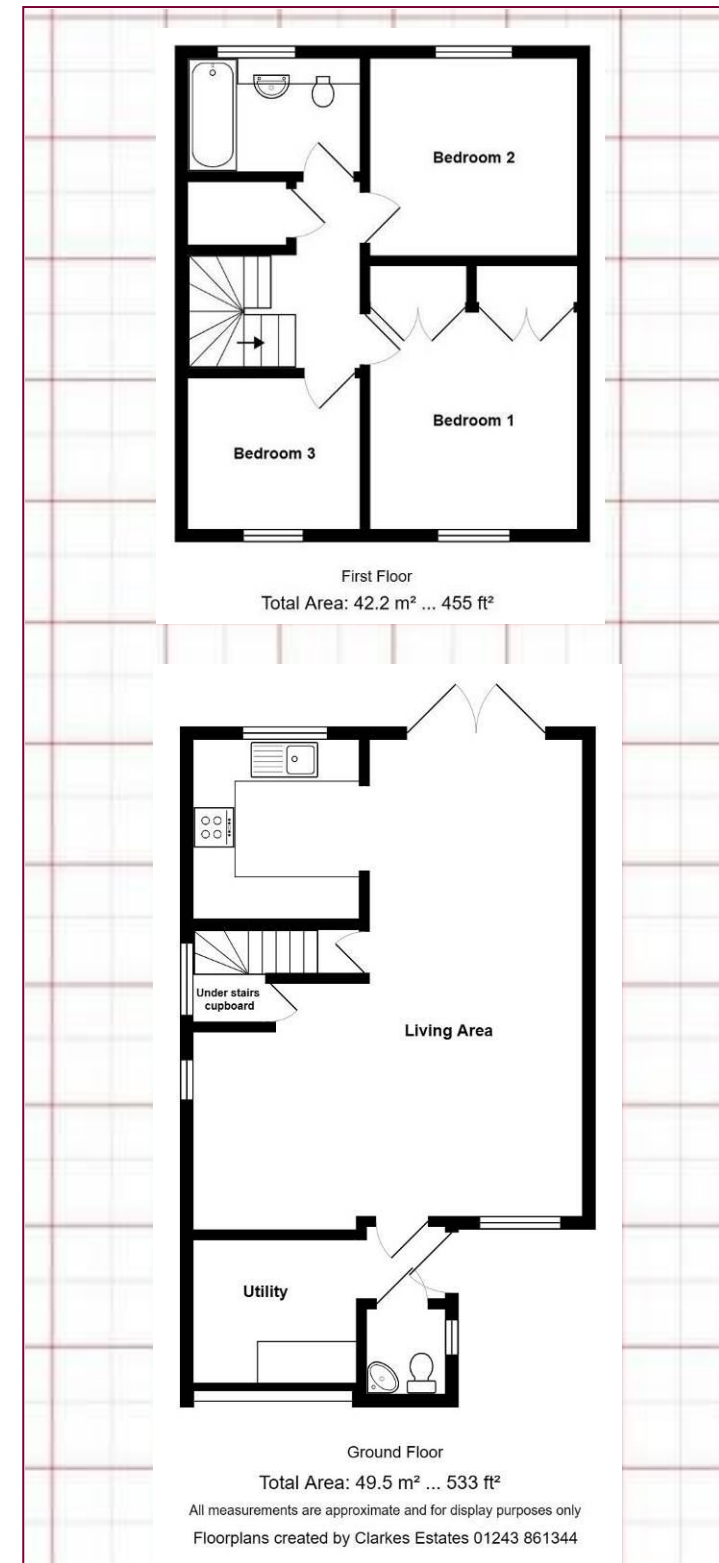 Bedroom 2
Bedroom 1
Bedroom 3
First Floor
Total Area: 42.2 m² ... 455 ft²
Under stairs
cupboard
Living Area
Utility
Ground Floor
Total Area: 49.5 m² ... 533 ft²
All measurements are approximate and for display purposes only
Floorplans created by Clarkes Estates 01243 861344